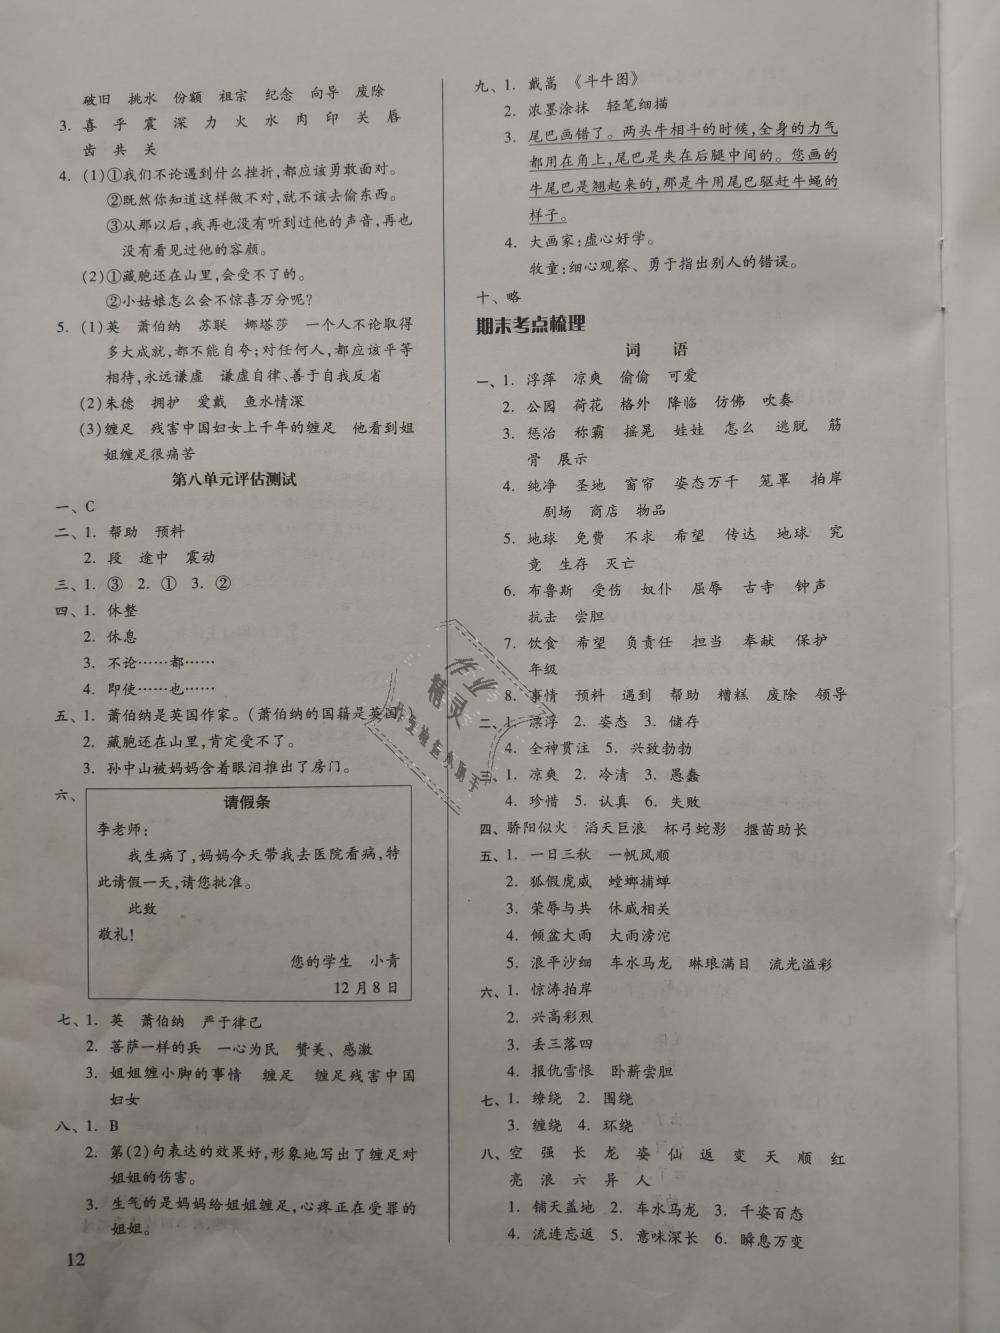 破旧 挑水 份额 祖宗 纪念 向导 废除
3. 喜 乎 震 深 力 火 水 肉 印 关 唇
齿 共 关
4. (1)①我们不论遇到什么挫折,都应该勇敢面对。
②既然你知道这样做不对,就不该去偷东西。
③从那以后,我再也没有听到过他的声音,再也
没有看见过他的容颜。
(2)①藏胞还在山里,会受不了的。
②小姑娘怎么会不惊喜万分呢?
5. (1)英 萧伯纳 苏联 娜塔莎 一个人不论取得
多大成就,都不能自夸;对任何人,都应该平等
相待,永远谦虚 谦虚自律、善于自我反省
(2)朱德 拥护 爱戴 鱼水情深
(3)缠足 残害中国妇女上千年的缠足 他看到姐
姐缠足很痛苦
第八单元评估测试
一、C
二、1. 帮助 预料
2. 段 途中 震动
三、1. ③ 2. ① 3. ②
四、1. 休整
2. 休息
3. 不论……都……
4. 即使……也……
五、1. 萧伯纳是英国作家。(萧伯纳的国籍是英国。)
2. 藏胞还在山里,肯定受不了。
3. 孙中山被妈妈含着眼泪推出了房门。
六、
请假条
李老师:
我生病了,妈妈今天带我去医院看病,特
此请假一天,请您批准。
此致
敬礼!
您的学生 小青
12月8日
七、1. 英 萧伯纳 严于律己
2. 菩萨一样的兵 一心为民 赞美、感激
3. 姐姐缠小脚的事情 缠足 缠足残害中国
妇女
八、1. B
2. 第(2)句表达的效果好,形象地写出了缠足对
姐姐的伤害。
3. 生气的是妈妈给姐姐缠足,心疼正在受罪的
姐姐。
12
九、1. 戴嵩 《斗牛图》
2. 浓墨涂抹 轻笔细描
3. 尾巴画错了。两头牛相斗的时候,全身的力气
都用在角上,尾巴是夹在后腿中间的。您画的
牛尾巴是翘起来的,那是牛用尾巴驱赶牛蝇的
样子。
4. 大画家:虚心好学。
牧童:细心观察、勇于指出别人的错误。
十、略
期末考点梳理
词 语
一、1. 浮萍 凉爽 偷偷 可爱
2. 公园 荷花 格外 降临 仿佛 吹奏
3. 惩治 称霸 摇晃 娃娃 怎么 逃脱 筋
骨 展示
4. 纯净 圣地 窗帘 姿态万千 笼罩 拍岸
剧场 商店 物品
5. 地球 免费 不求 希望 传达 地球 究
竟 生存 灭亡
6. 布鲁斯 受伤 奴仆 屈辱 古寺 钟声
抗击 尝胆
7. 饮食 希望 负责任 担当 奉献 保护
年级
8. 事情 预料 遇到 帮助 糟糕 废除 领导
二、1. 漂浮 2. 姿态 3. 储存
4. 全神贯注 5. 兴致勃勃
三、1. 凉爽 2. 冷清 3. 愚蠢
4. 珍惜 5. 认真 6. 失败
四、骄阳似火 滔天巨浪 杯弓蛇影 揠苗助长
五、1. 一日三秋 一帆风顺
2. 狐假虎威 螳螂捕蝉
3. 荣辱与共 休戚相关
4. 倾盆大雨 大雨滂沱
5. 浪平沙细 车水马龙 琳琅满目 流光溢彩
六、1. 惊涛拍岸
2. 兴高彩烈
3. 丢三落四
4. 报仇雪恨 卧薪尝胆
七、1. 缭绕 2. 围绕
3. 缠绕 4. 环绕
八、空 强 长 龙 姿 仙 返 变 天 顺 红
亮 浪 六 异 人
1. 铺天盖地 2. 车水马龙 3. 千姿百态
4. 流连忘返 5. 意味深长 6. 瞬息万变
作业
精灵